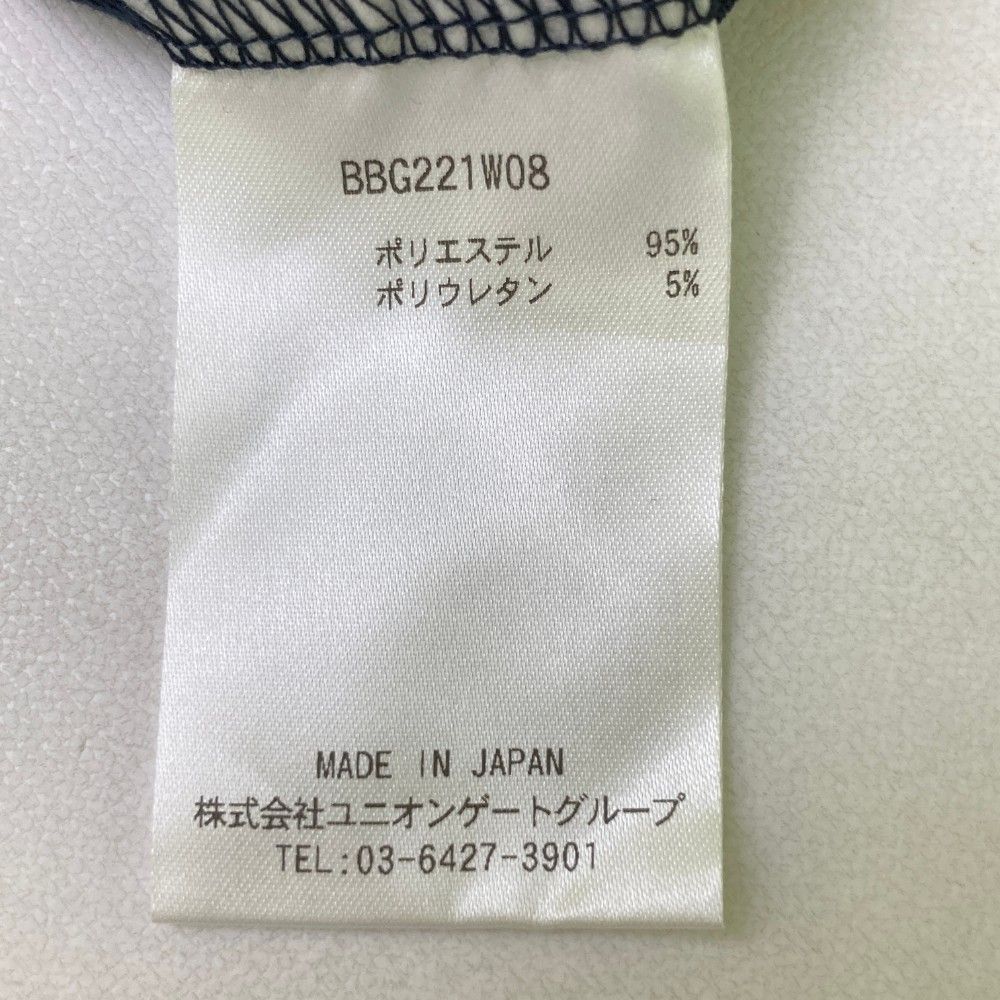 BBG221W08
ポリエステル 95%
ポリウレタン 5%
MADE IN JAPAN
株式会社ユニオンゲートグループ
TEL:03-6427-3901